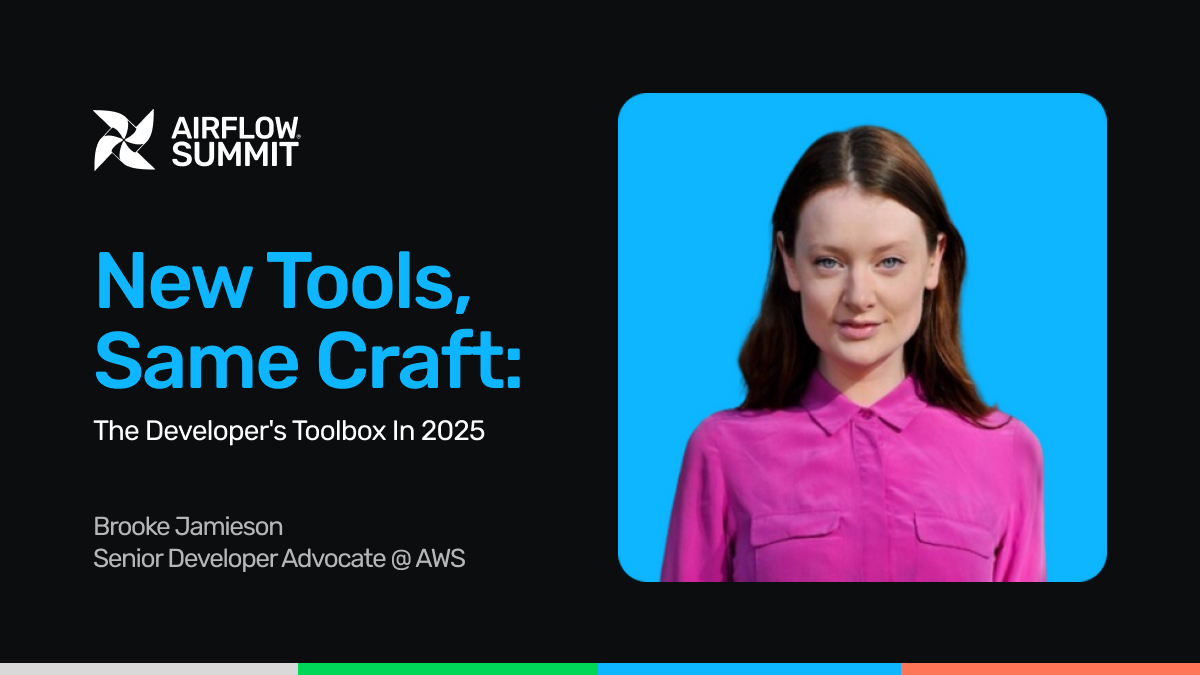 AIRFLOW
SUMMIT
New Tools,
Same Craft:
The Developer's Toolbox In 2025
Brooke Jamieson
Senior Developer Advocate @ AWS